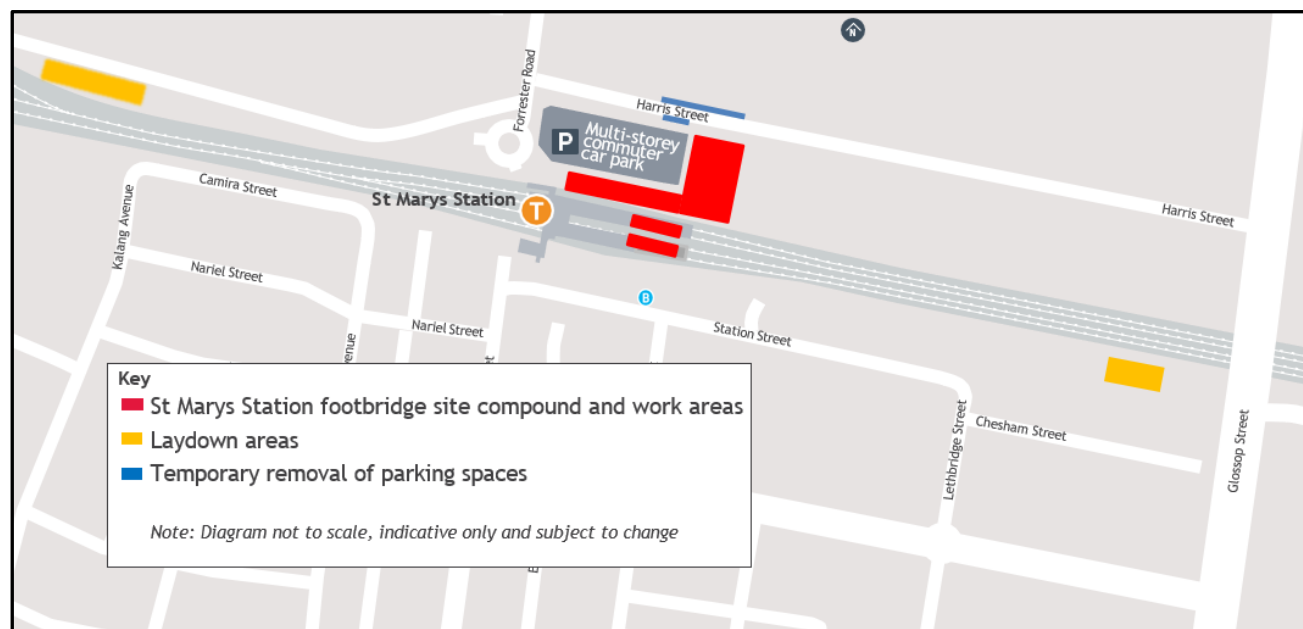 N
Forrester Road
Harris Street
P
Multi-storey
commuter
car park
Camira Street
St Marys Station
T
Harris Street
Kalang Avenue
Nariel Street
B
Nariel Street
Station Street
venue
et
Key
St Marys Station footbridge site compound and work areas
Laydown areas
Temporary removal of parking spaces
Note: Diagram not to scale, indicative only and subject to change
Lethbridge Street
Chesham Street
Glossop Street
E